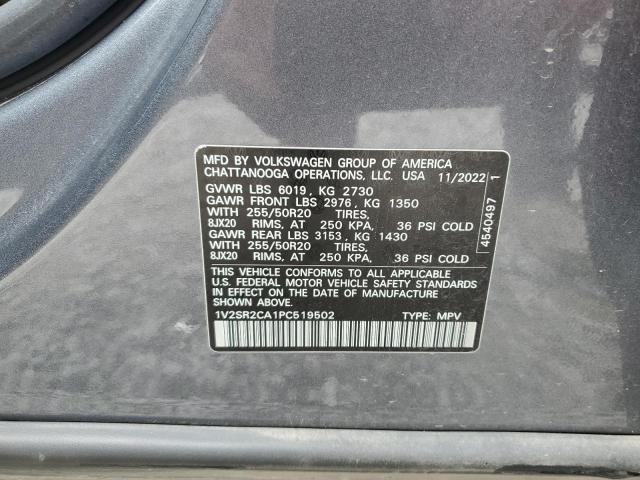 MFD BY VOLKSWAGEN GROUP OF AMERICA
CHATTANOOGA OPERATIONS, LLC. USA 11/2022
GVWR LBS 6019, KG 2730
GAWR FRONT LBS 2976, KG 1350
WITH 255/50R20 TIRES,
8JX20 RIMS, AT 250 KPA, 36 PSI COLD
GAWR REAR LBS 3153, KG 1430
WITH 255/50R20 TIRES,
8JX20 RIMS, AT 250 KPA, 36 PSI COLD
THIS VEHICLE CONFORMS TO ALL APPLICABLE
U.S. FEDERAL MOTOR VEHICLE SAFETY STANDARDS
IN EFFECT ON THE DATE OF MANUFACTURE
SHOWN ABOVE.
1V2SR2CA1PC519502 TYPE: MPV
4540497 1